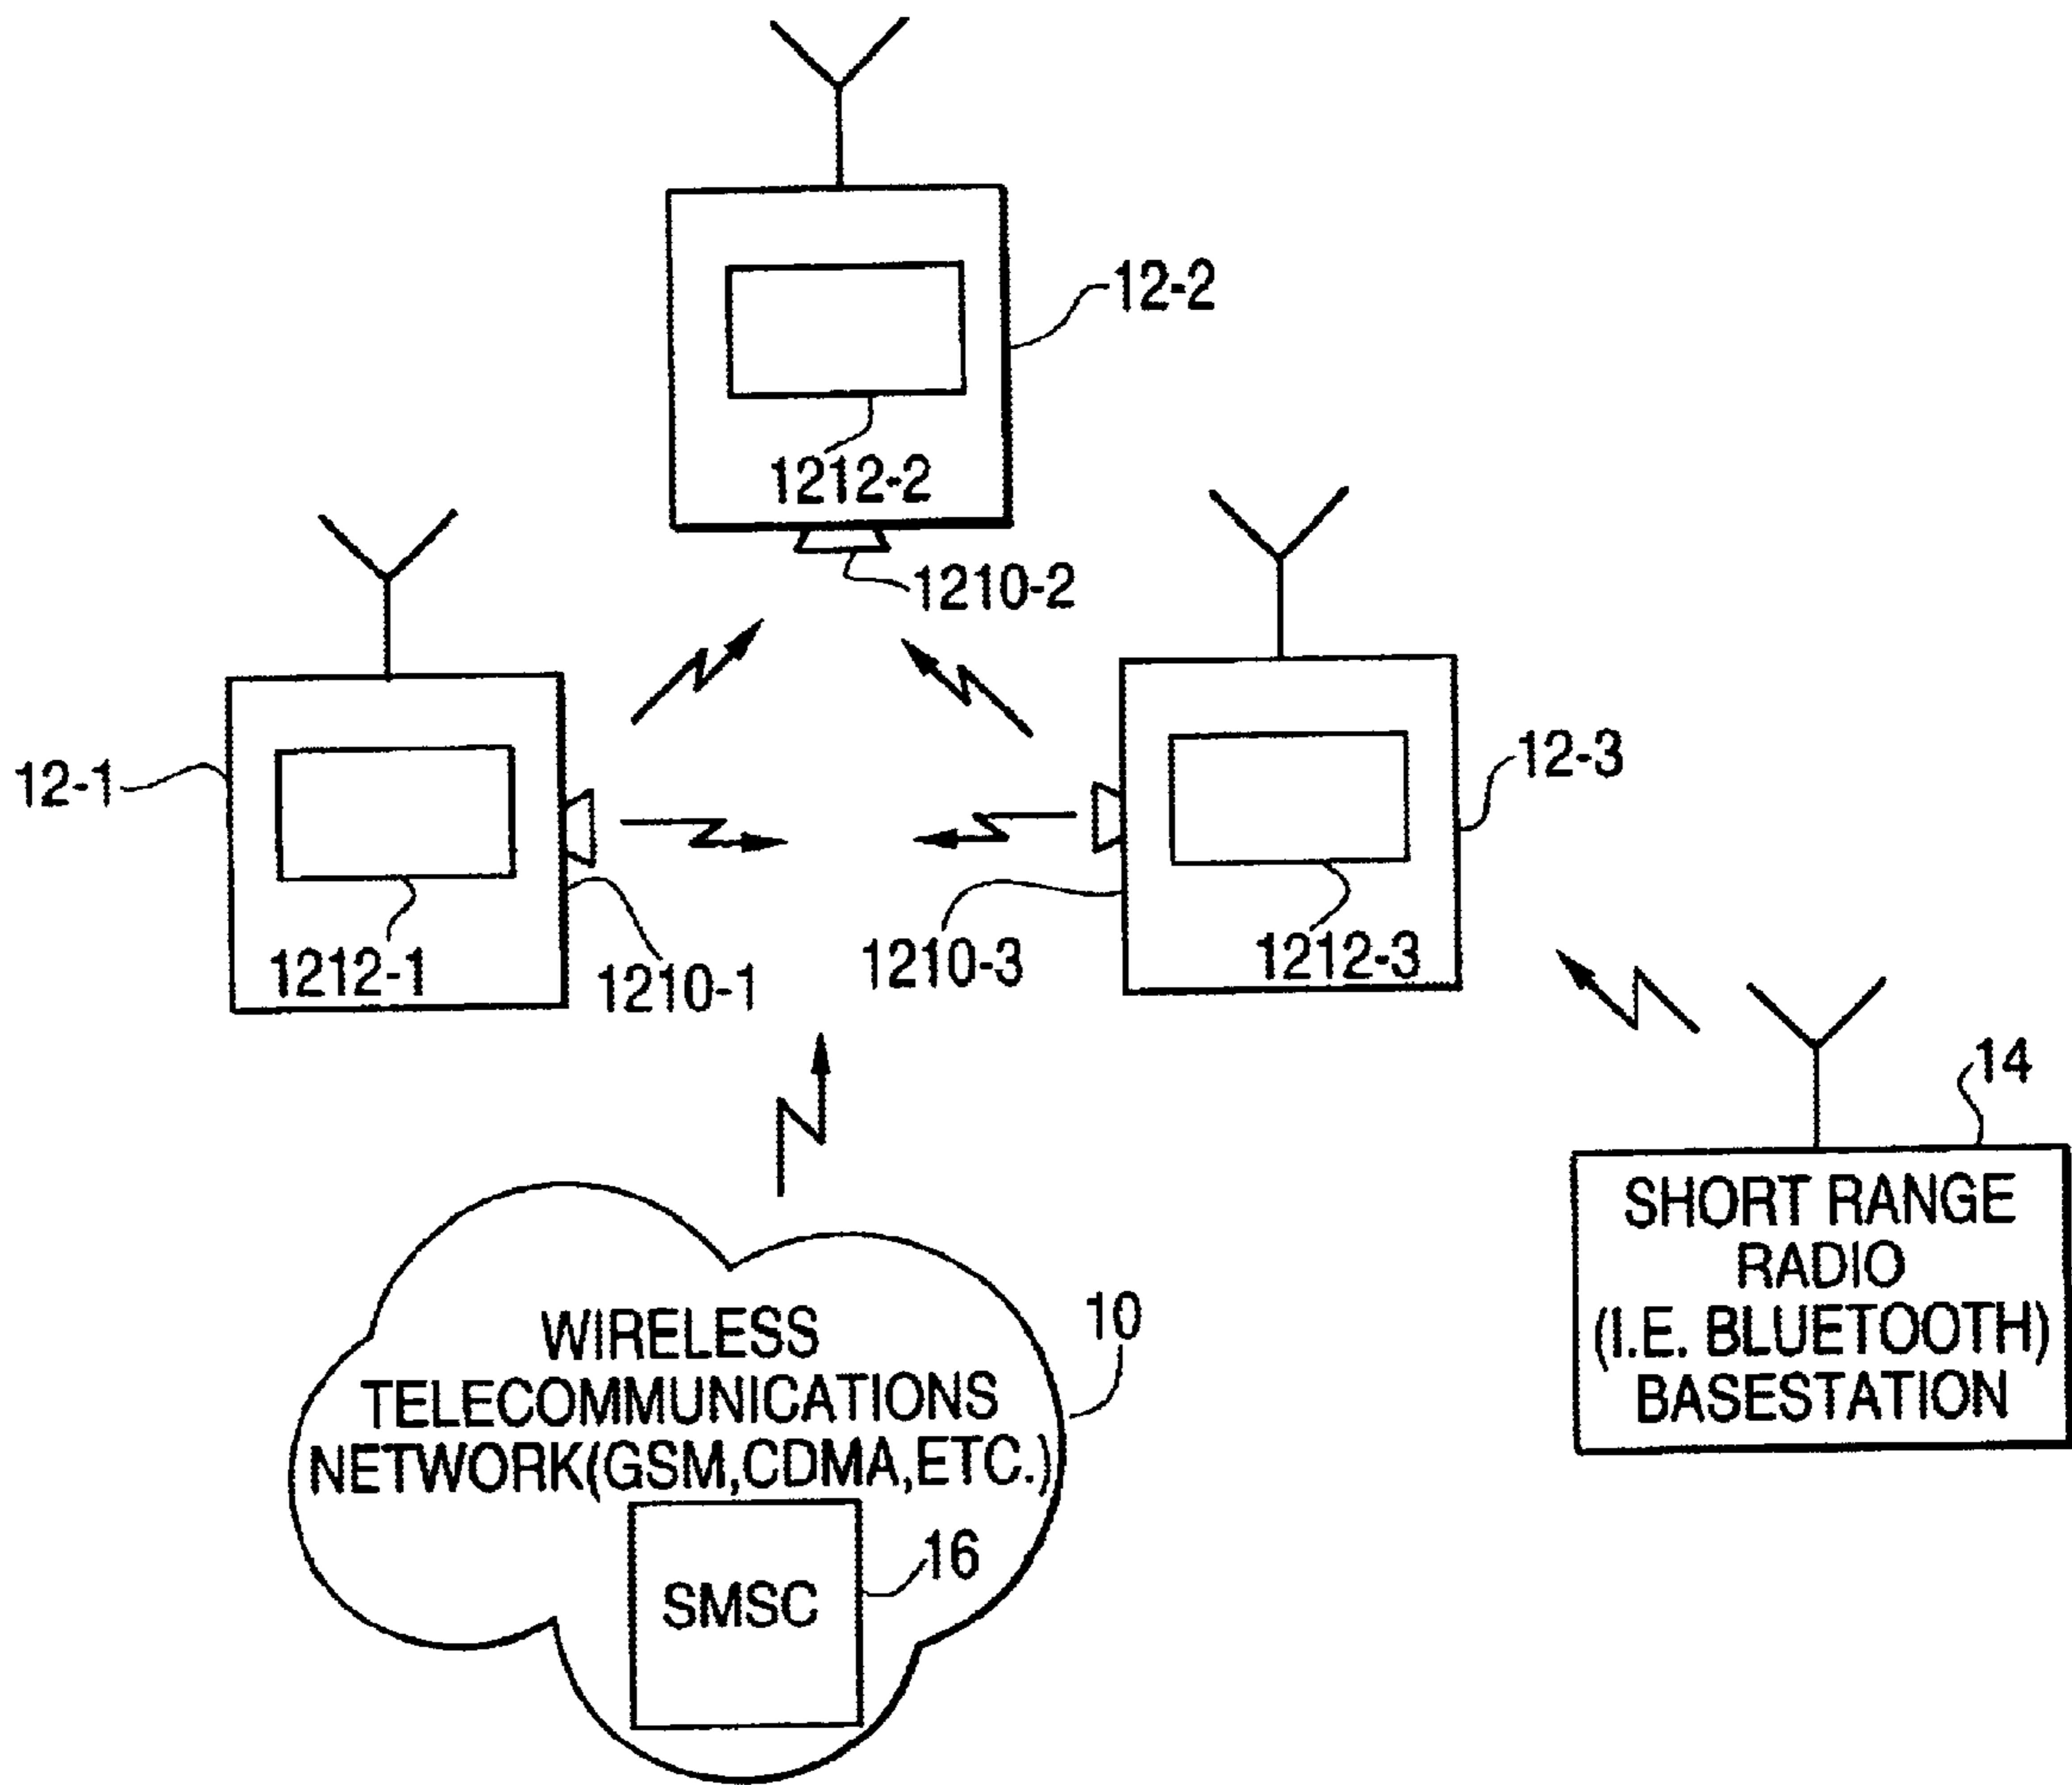 12-2
1212-2
1210-2
12-1
12-3
1212-1
1210-1
1210-3
1212-3
14
SHORT RANGE
RADIO
(I.E. BLUETOOTH)
BASESTATION
10
WIRELESS
TELECOMMUNICATIONS
NETWORK(GSM,CDMA,ETC.)
16
SMSC